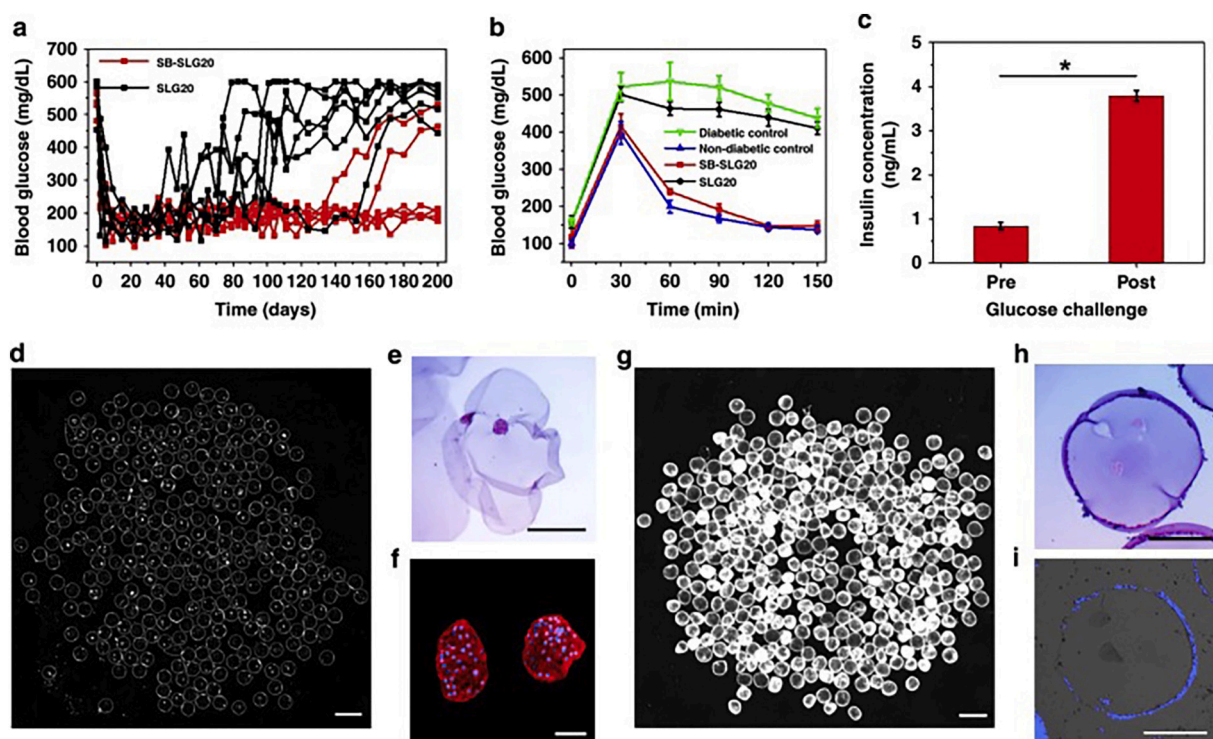 a
Blood glucose (mg/dL)
700
600
500
400
300
200
100
SB-SLG20
SLG20
0 20 40 60 80 100 120 140 160 180 200
Time (days)
b
Blood glucose (mg/dL)
600
500
400
300
200
100
Diabetic control
Non-diabetic control
SB-SLG20
SLG20
0 30 60 90 120 150
Time (min)
c
Insulin concentration
(ng/mL)
5
4
3
2
1
0
*
Pre Post
Glucose challenge
d
e
f
g
h
i